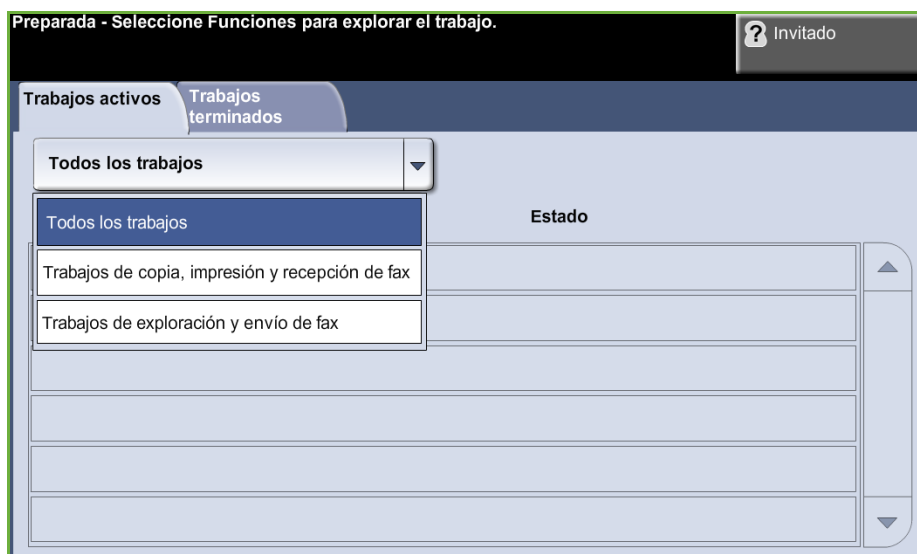 Preparada - Seleccione Funciones para explorar el trabajo.
Invitado
Trabajos activos
Trabajos
terminados
Todos los trabajos
Estado
Todos los trabajos
Trabajos de copia, impresión y recepción de fax
Trabajos de exploración y envío de fax